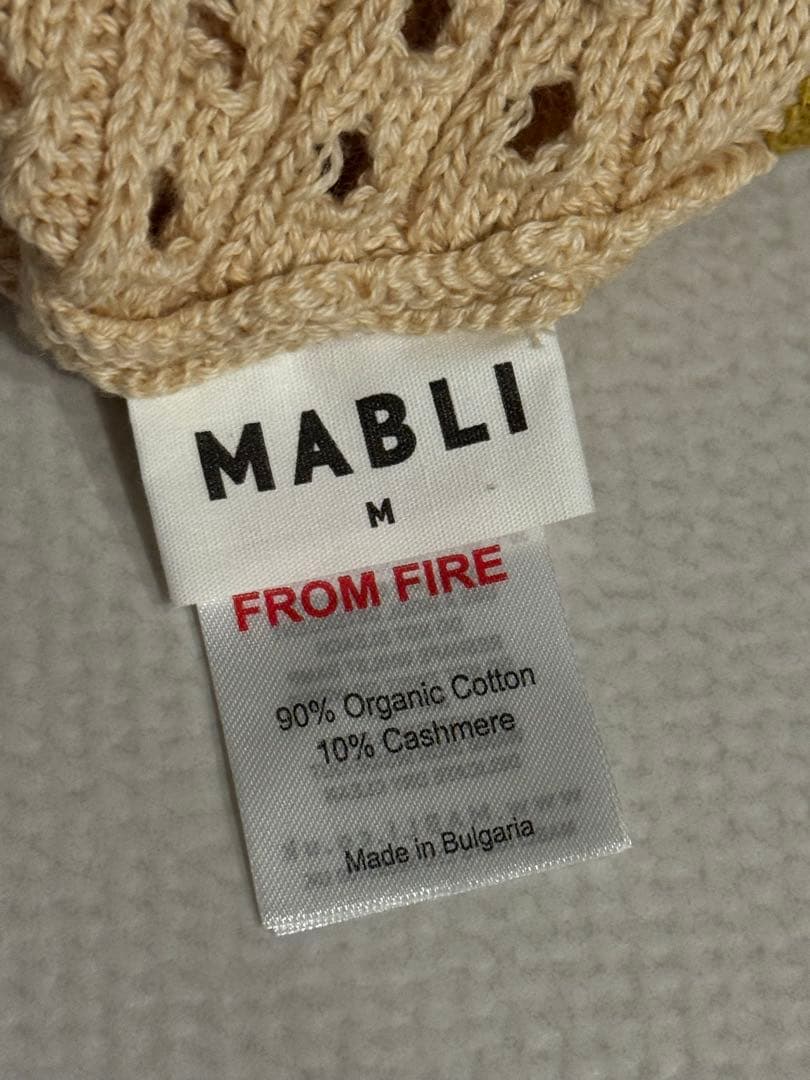 MABLI
M
FROM FIRE
90% Organic Cotton
10% Cashmere
Made in Bulgaria